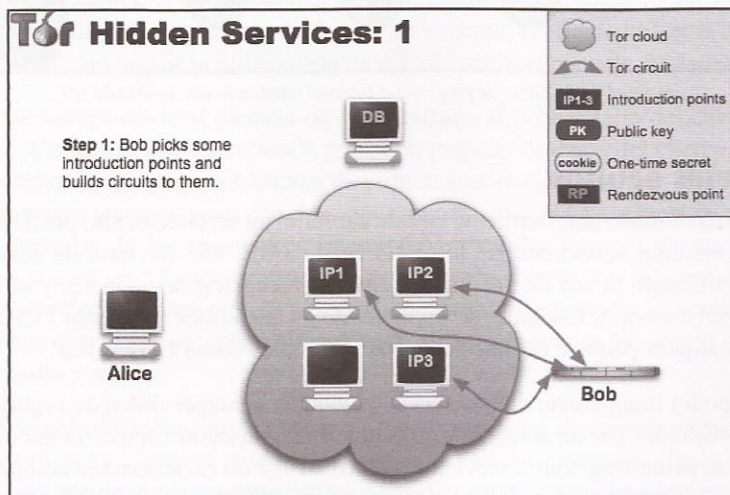 Tor Hidden Services: 1
Tor cloud
Tor circuit
IP1-3 Introduction points
PK Public key
cookie One-time secret
RP Rendezvous point
Step 1: Bob picks some
introduction points and
builds circuits to them.
DB
IP1
IP2
IP3
Alice
Bob